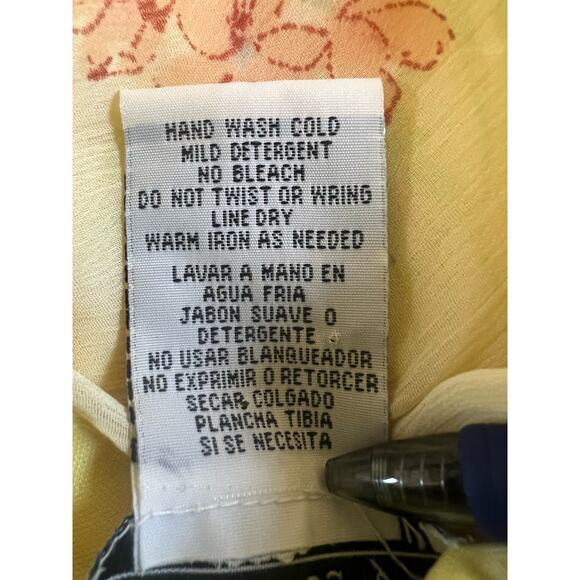 HAND WASH COLD
MILD DETERGENT
NO BLEACH
DO NOT TWIST OR WRING
LINE DRY
WARM IRON AS NEEDED
LAVAR A MANO EN
AGUA FRIA
JABON SUAVE O
DETERGENTE
NO USAR BLANQUEADOR
NO EXPRIMIR O RETORCER
SECAR COLGADO
PLANCHA TIBIA
SI SE NECESITA